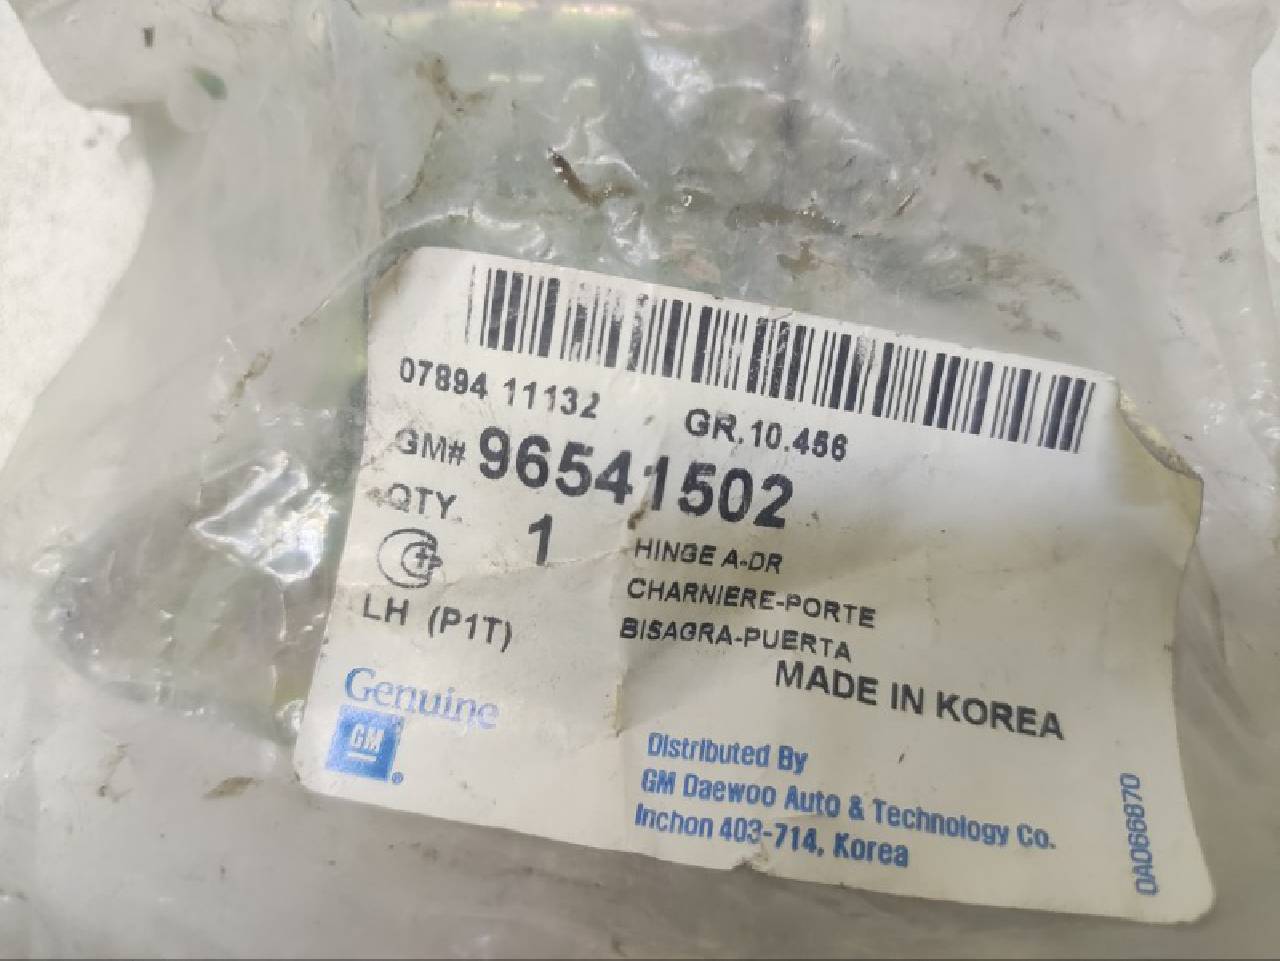 07894 11132 GR.10.456
GM# 96541502
QTY. 1
HINGE A-DR
CHARNIERE-PORTE
LH (P1T)
BISAGRA-PUERTA
MADE IN KOREA
Genuine
GM
®
Distributed By
GM Daewoo Auto & Technology Co.
Inchon 403-714, Korea
0A066870